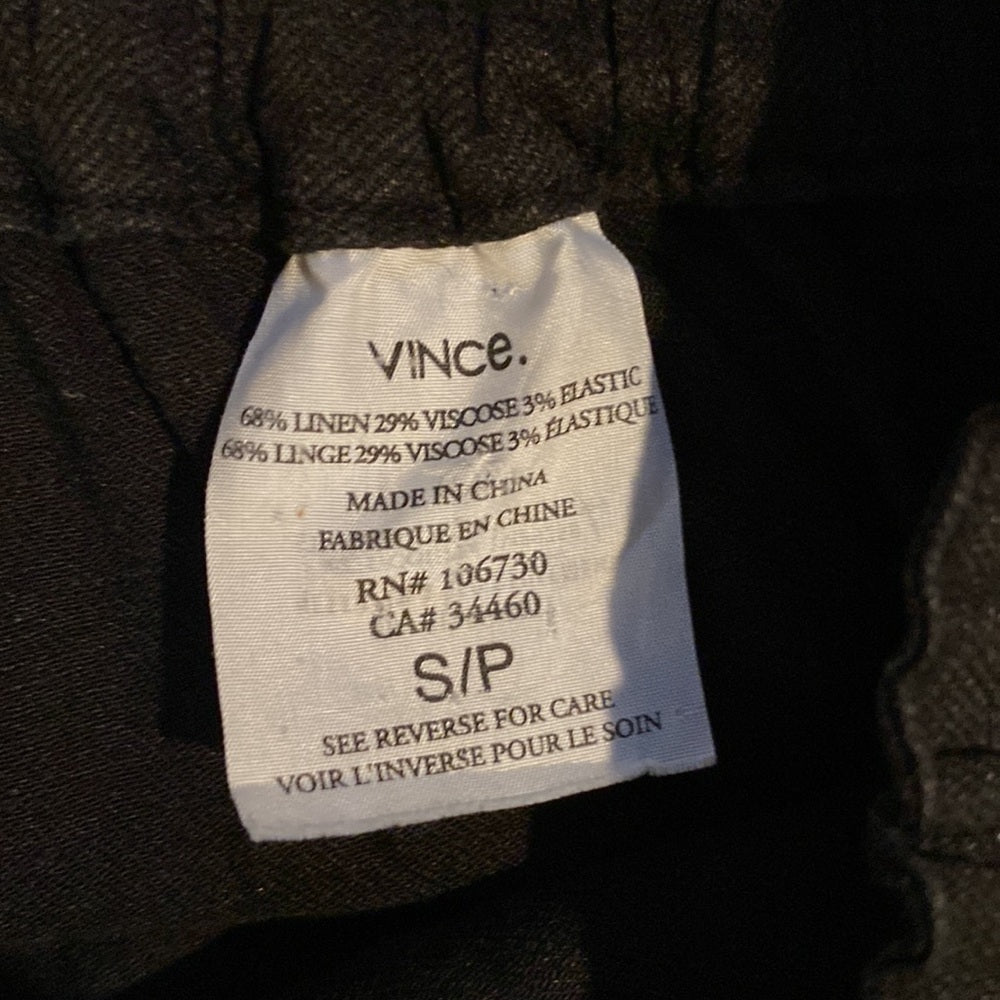 VINCe.
68% LINEN 29% VISCOSE 3% ELASTIC
68% LINGE 29% VISCOSE 3% ÉLASTIQUE
MADE IN CHINA
FABRIQUE EN CHINE
RN# 106730
CA# 34460
S/P
SEE REVERSE FOR CARE
VOIR L'INVERSE POUR LE SOIN